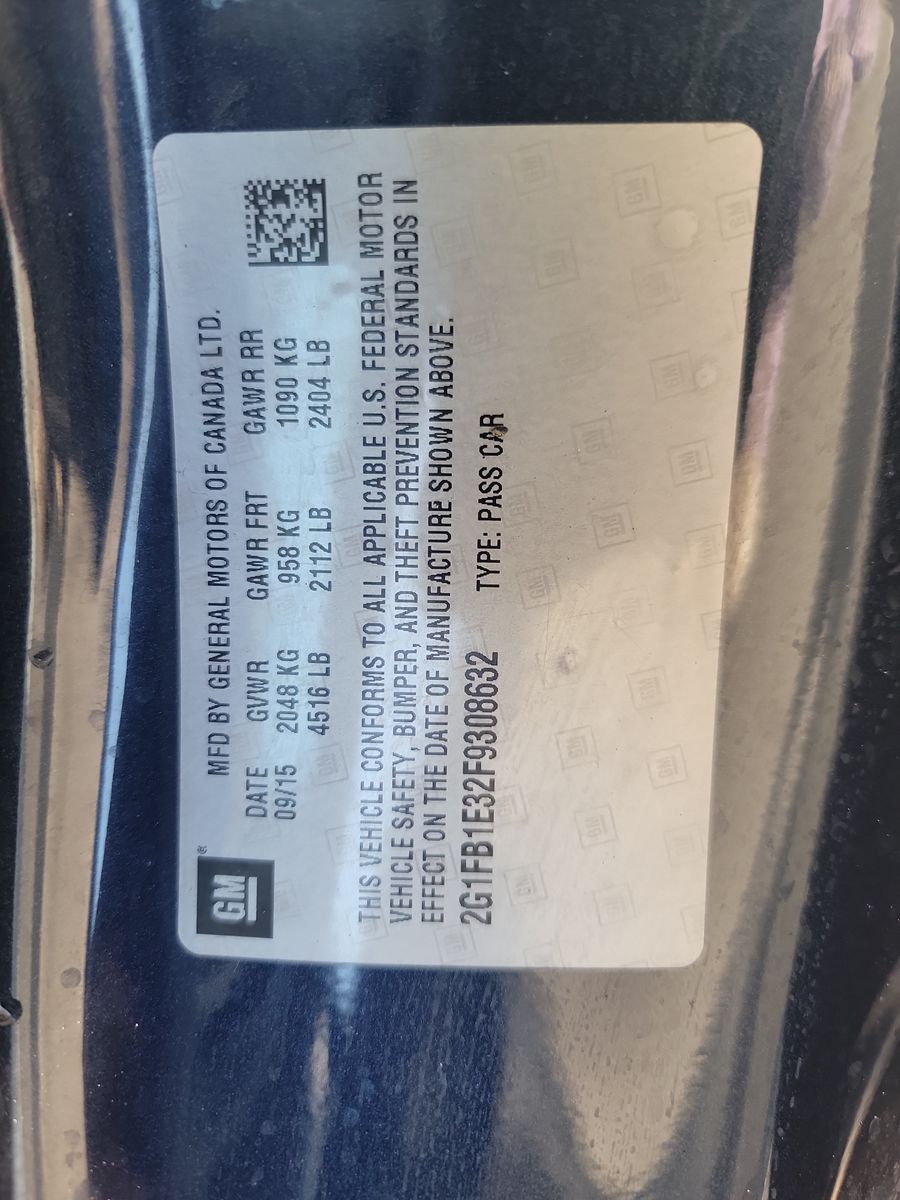 GM®
MFD BY GENERAL MOTORS OF CANADA LTD.
DATE GVWR GAWR FRT GAWR RR
09/15 2048 KG 958 KG 1090 KG
4516 LB 2112 LB 2404 LB
THIS VEHICLE CONFORMS TO ALL APPLICABLE U.S. FEDERAL MOTOR
VEHICLE SAFETY, BUMPER, AND THEFT PREVENTION STANDARDS IN
EFFECT ON THE DATE OF MANUFACTURE SHOWN ABOVE.
2G1FB1E32F9308632 TYPE: PASS CAR